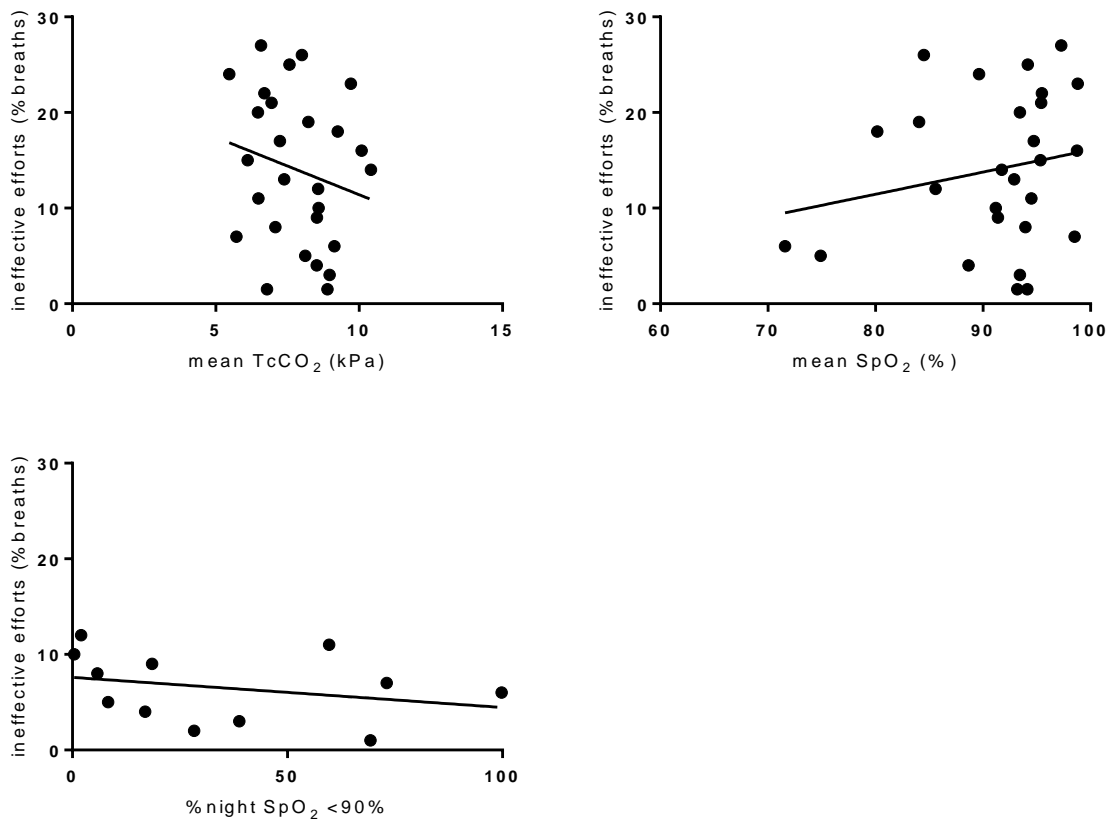 ineffective efforts (%breaths)
30
20
10
0
0 5 10 15
mean TcCO₂ (kPa)
ineffective efforts (%breaths)
30
20
10
0
60 70 80 90 100
mean SpO₂ (%)
ineffective efforts (%breaths)
30
20
10
0
0 50 100
%night SpO₂ <90%